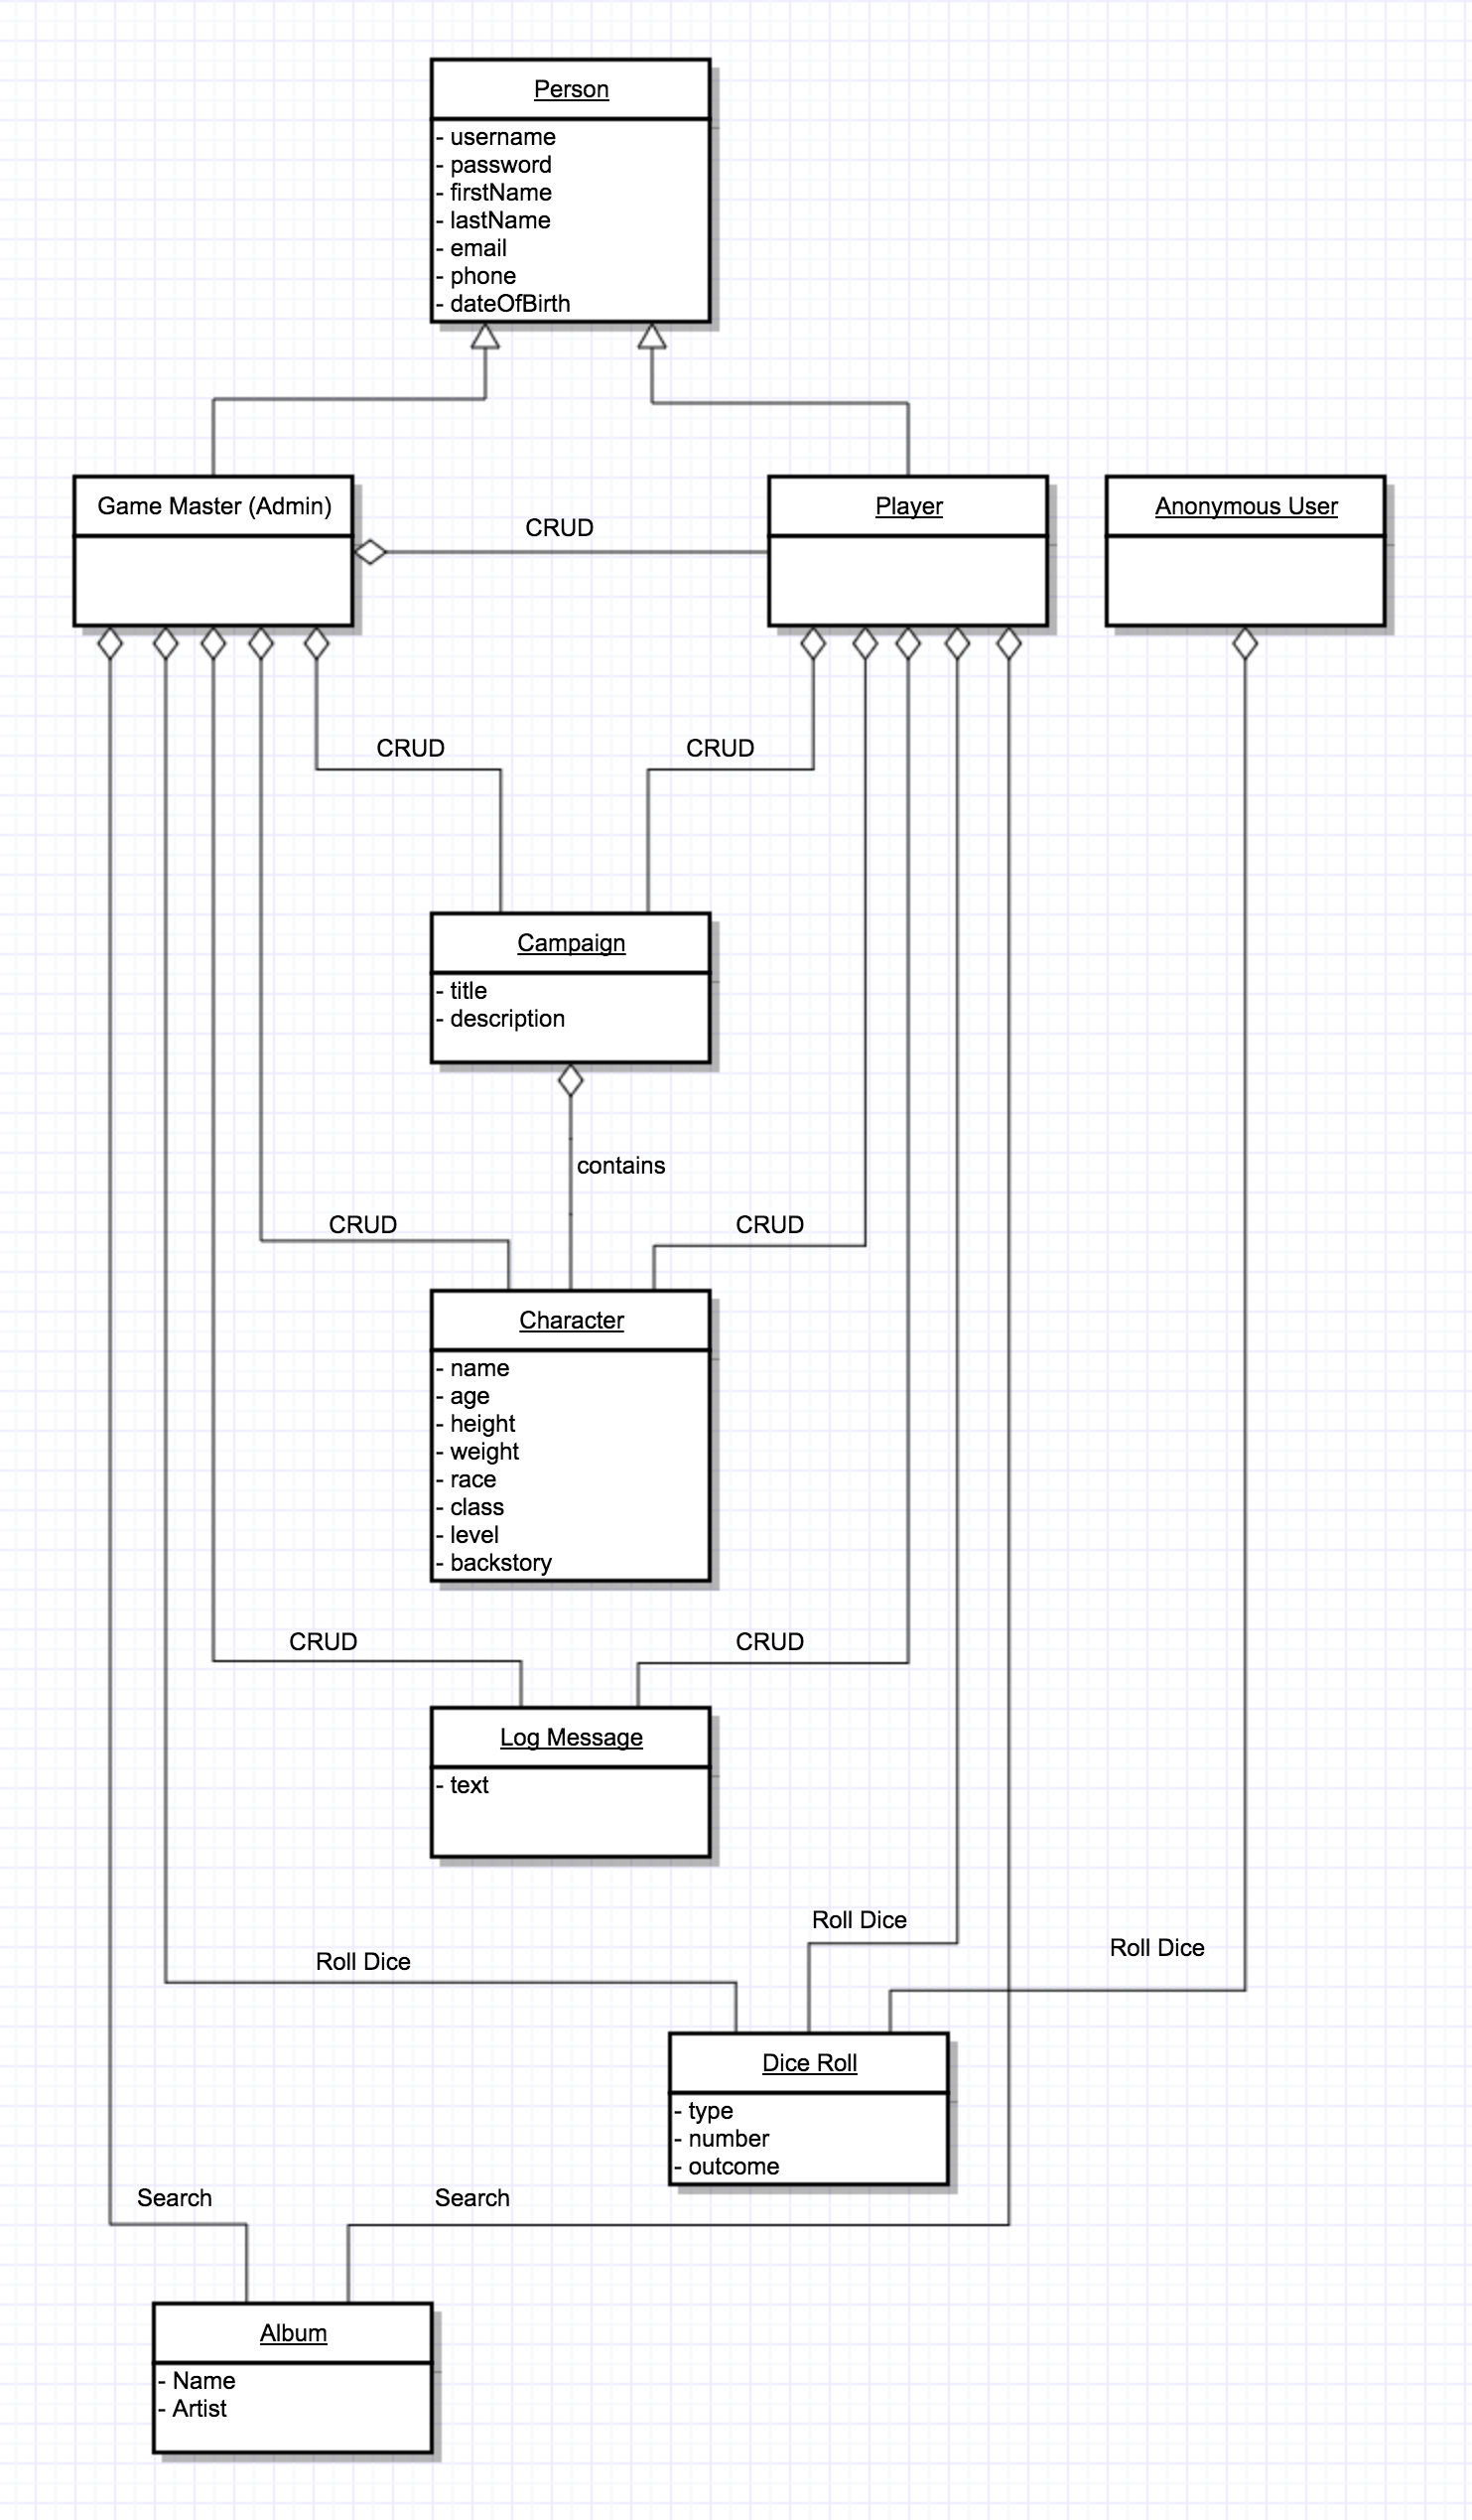 Person
- username
- password
- firstName
- lastName
- email
- phone
- dateOfBirth
Game Master (Admin)
CRUD
Player
Anonymous User
CRUD
CRUD
Campaign
- title
- description
contains
CRUD
CRUD
Character
- name
- age
- height
- weight
- race
- class
- level
- backstory
CRUD
CRUD
Log Message
- text
Roll Dice
Roll Dice
Roll Dice
Dice Roll
- type
- number
- outcome
Search
Search
Album
- Name
- Artist